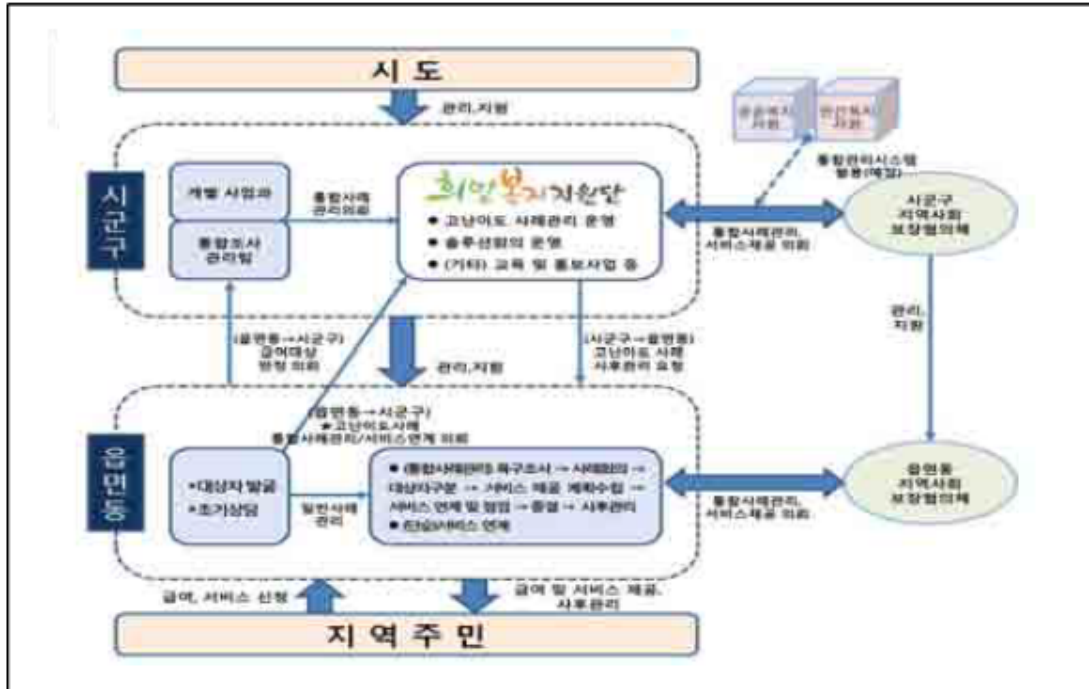 시 도
관리,지원
공공복지
자원
민간복지
자원
통합관리시스템
활용(예정)
시군구
개별 사업과
통합조사
관리팀
통합사례
관리의뢰
희망복지지원단
● 고난이도 사례관리 운영
● 솔루션회의 운영
● (기타) 교육 및 홍보사업 등
통합사례관리,
서비스제공 의뢰
시군구
지역사회
보장협의체
(읍면동→시군구)
급여대상
판정 의뢰
관리,지원
(시군구→읍면동)
고난이도 사례
사후관리 요청
관리,
지원
(읍면동→시군구)
★고난이도사례
통합사례관리/서비스연계 의뢰
읍면동
*대상자 발굴
*초기상담
일반사례
관리
● (통합사례관리) 욕구조사 → 사례회의 →
대상자구분 → 서비스 제공 계획수립 →
서비스 연계 및 점검 → 종결 → 사후관리
● (단순)서비스 연계
통합사례관리,
서비스제공 의뢰
읍면동
지역사회
보장협의체
급여, 서비스 신청
급여 및 서비스 제공,
사후관리
지 역 주 민